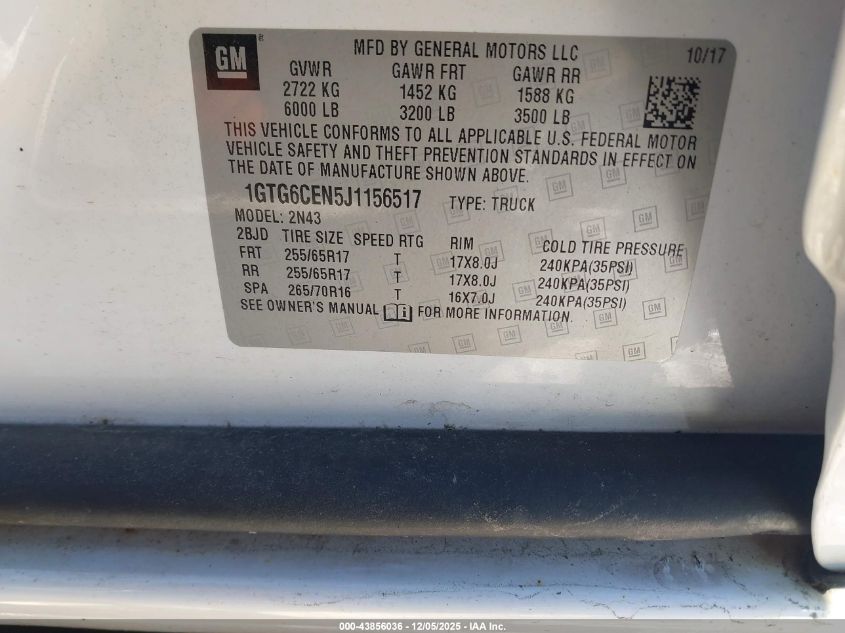 GM
MFD BY GENERAL MOTORS LLC 10/17
GVWR GAWR FRT GAWR RR
2722 KG 1452 KG 1588 KG
6000 LB 3200 LB 3500 LB
THIS VEHICLE CONFORMS TO ALL APPLICABLE U.S. FEDERAL MOTOR
VEHICLE SAFETY AND THEFT PREVENTION STANDARDS IN EFFECT ON
THE DATE OF MANUFACTURE SHOWN ABOVE.
1GTG6CEN5J1156517 TYPE: TRUCK
MODEL: 2N43
2BJD TIRE SIZE SPEED RTG RIM COLD TIRE PRESSURE
FRT 255/65R17 T 17X8.0J 240KPA(35PSI)
RR 255/65R17 T 17X8.0J 240KPA(35PSI)
SPA 265/70R16 T 16X7.0J 240KPA(35PSI)
SEE OWNER'S MANUAL FOR MORE INFORMATION.
000-43856036 - 12/05/2025 - IAA Inc.